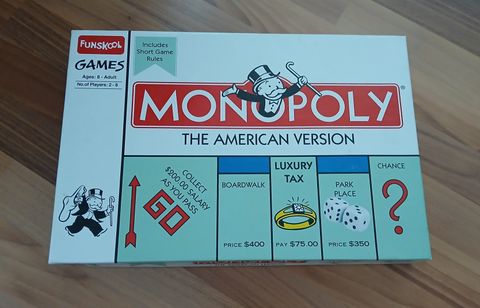 FUNSKOOL
GAMES
Ages: 8 - Adult
No.of Players: 2 - 8
Includes
Short Game
Rules
MONOPOLY®
THE AMERICAN VERSION
COLLECT
$200.00 SALARY
AS YOU PASS
GO
BOARDWALK
PRICE $400
LUXURY
TAX
PAY $75.00
PARK
PLACE
PRICE $350
CHANCE
?